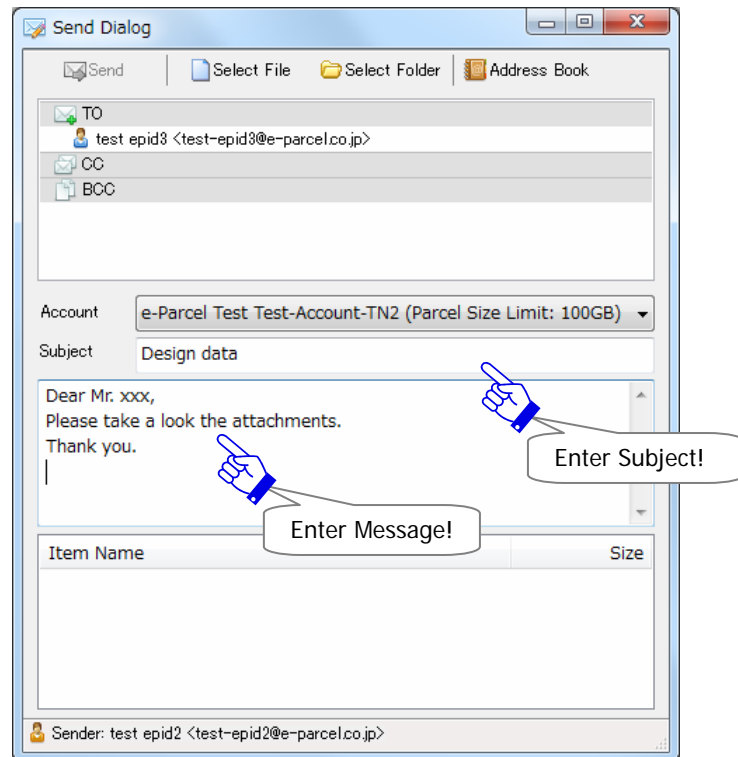 Send Dialog
Send Select File Select Folder Address Book
TO
test epid3 <test-epid3@e-parcel.co.jp>
CC
BCC
Account e-Parcel Test Test-Account-TN2 (Parcel Size Limit: 100GB)
Subject Design data
Dear Mr. xxx,
Please take a look the attachments.
Thank you.
Enter Subject!
Enter Message!
Item Name Size
Sender: test epid2 <test-epid2@e-parcel.co.jp>